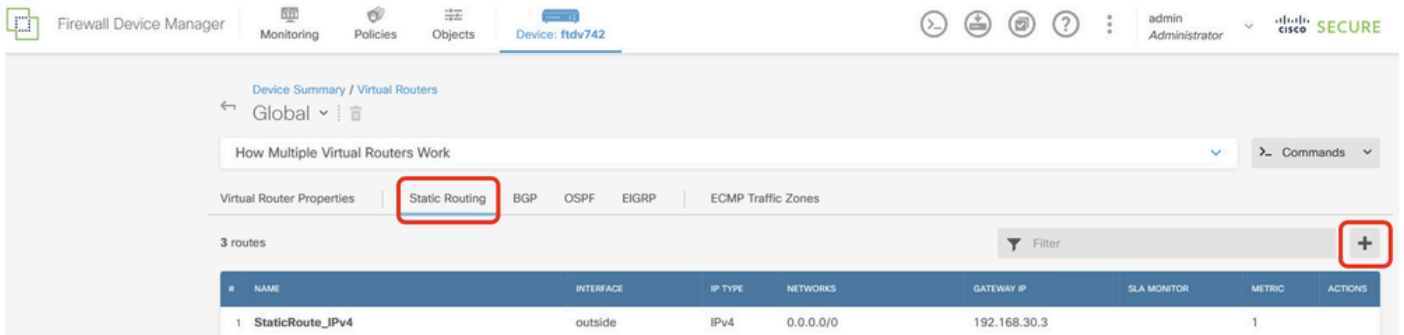 Firewall Device Manager
Monitoring
Policies
Objects
Device: ftdv742
admin
Administrator
cisco SECURE
Device Summary / Virtual Routers
Global
How Multiple Virtual Routers Work
>_ Commands
Virtual Router Properties
Static Routing
BGP
OSPF
EIGRP
ECMP Traffic Zones
3 routes
Filter
+
# NAME INTERFACE IP TYPE NETWORKS GATEWAY IP SLA MONITOR METRIC ACTIONS
1 StaticRoute_IPv4 outside IPv4 0.0.0.0/0 192.168.30.3 1